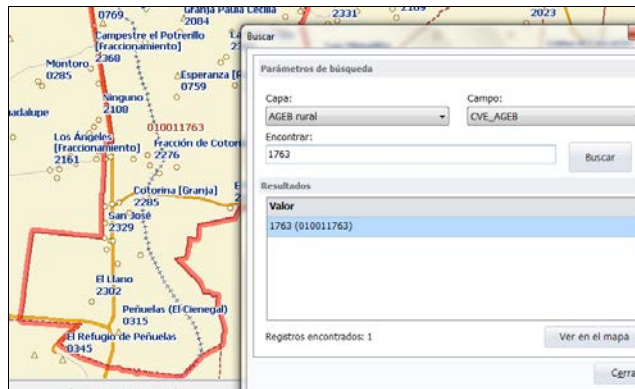 0769
Granja Paula Cecilia
2084
2331
2109
2023
Campestre el Potrerillo
[Fraccionamiento]
2368
Montoro
0285
Esperanza
0759
Ninguno
2108
010011763
Los Ángeles
[Fraccionamiento]
2161
Fracción de
2276
Cotorina [Granja]
2285
San José
2329
El Llano
2302
Peñuelas (El Cienegal)
0315
El Refugio de Peñuelas
0345
Buscar
Parámetros de búsqueda
Capa:
Campo:
AGEB rural
CVE_AGEB
Encontrar:
1763
Buscar
Resultados
Valor
1763 (010011763)
Registros encontrados: 1
Ver en el mapa
Cerra